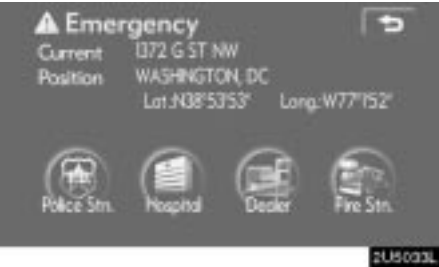 Emergency
Current 1372 G ST NW
Position WASHINGTON, DC
Lat.:N38°53'53" Long.:W77°1'52"
Police Stn. Hospital Dealer Fire Stn.
2U5033L